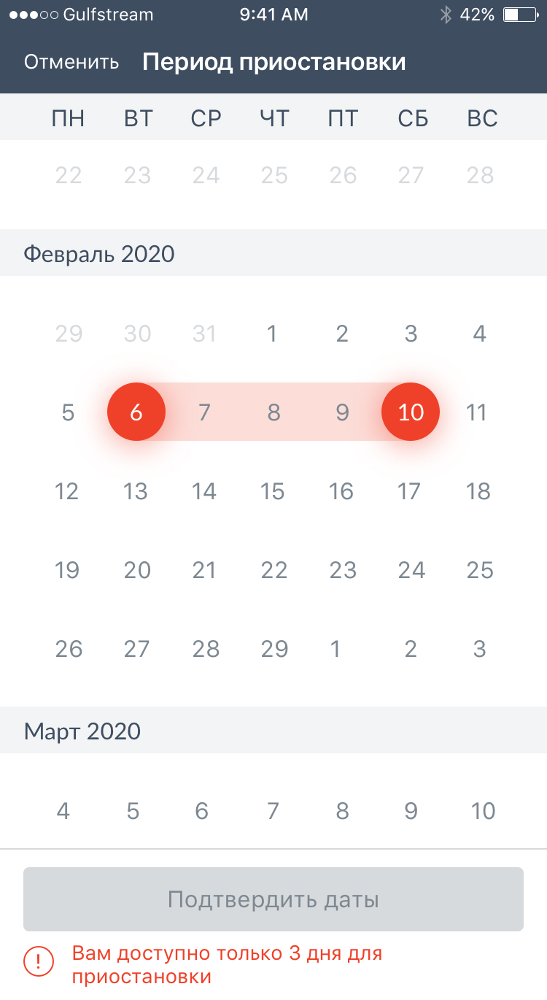 Gulfstream 9:41 AM 42%
Отменить Период приостановки
ПН ВТ СР ЧТ ПТ СБ ВС
22 23 24 25 26 27 28
Февраль 2020
29 30 31 1 2 3 4
5 6 7 8 9 10 11
12 13 14 15 16 17 18
19 20 21 22 23 24 25
26 27 28 29 1 2 3
Март 2020
4 5 6 7 8 9 10
Подтвердить даты
! Вам доступно только 3 дня для
приостановки